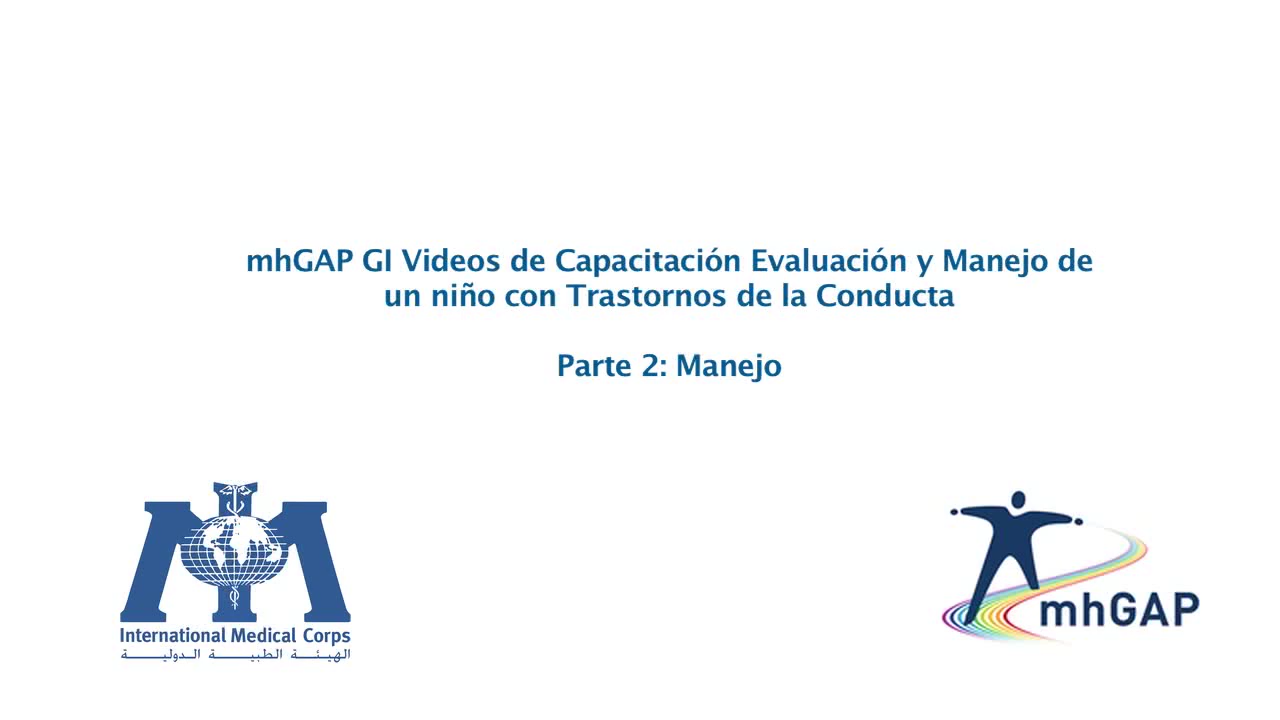 mhGAP GI Videos de Capacitación Evaluación y Manejo de
un niño con Trastornos de la Conducta
Parte 2: Manejo
International Medical Corps
الهيئة الطبية الدولية
mhGAP